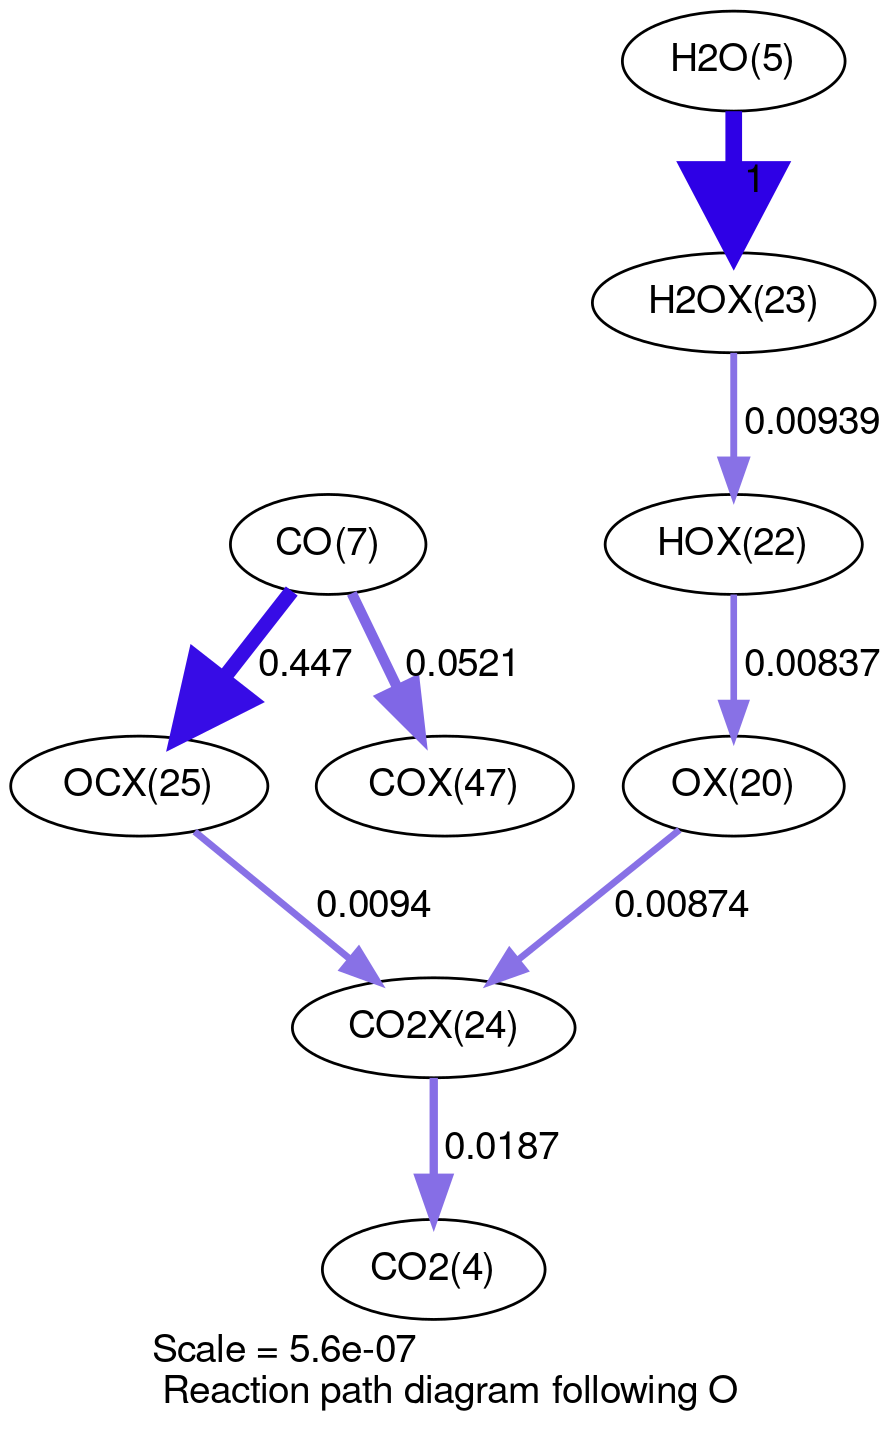 H2O(5)
1
H2OX(23)
0.00939
CO(7)
HOX(22)
0.447
0.0521
0.00837
OCX(25)
COX(47)
OX(20)
0.0094
0.00874
CO2X(24)
0.0187
CO2(4)
Scale = 5.6e-07
Reaction path diagram following O